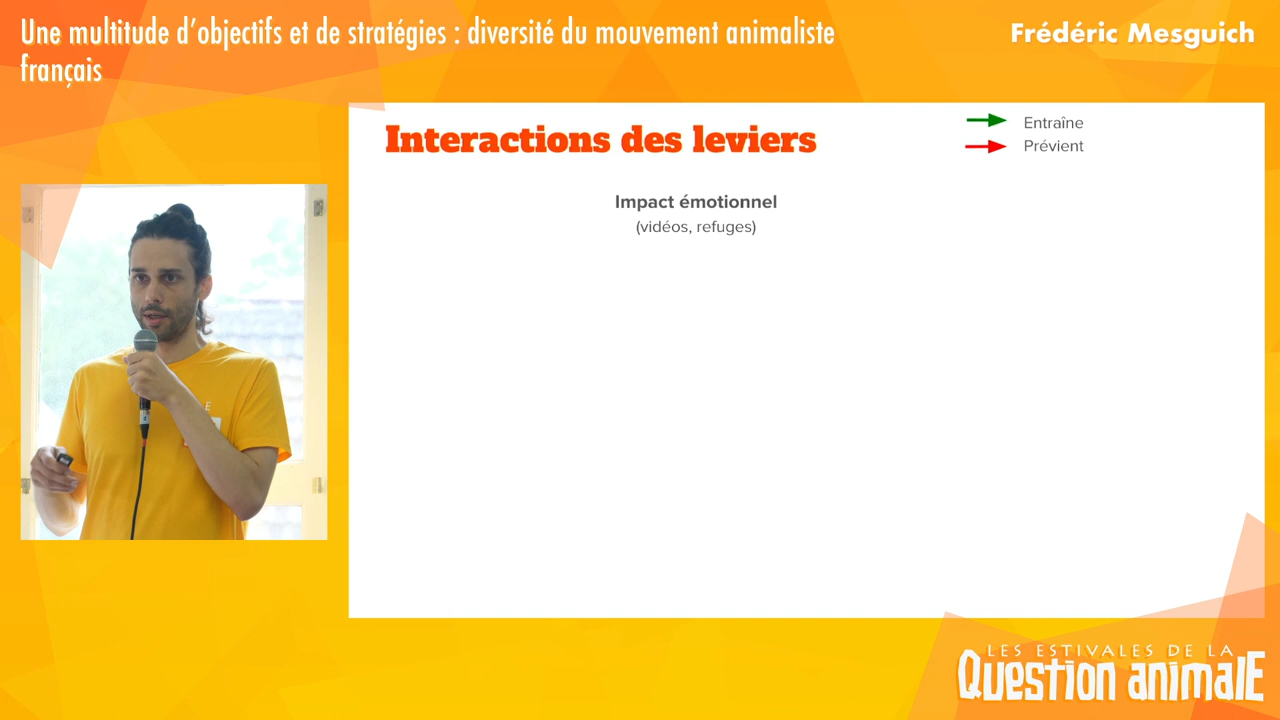 Une multitude d’objectifs et de stratégies : diversité du mouvement animaliste
français
Frédéric Mesguich
Interactions des leviers
Entraîne
Prévient
Impact émotionnel
(vidéos, refuges)
LES ESTIVALES DE LA
QUESTION ANIMALE